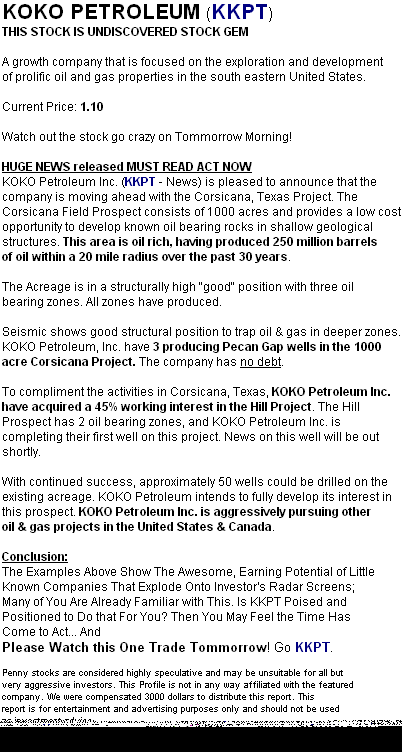 KOKO PETROLEUM (KKPT)
THIS STOCK IS UNDISCOVERED STOCK GEM
A growth company that is focused on the exploration and development
of prolific oil and gas properties in the south eastern United States.
Current Price: 1.10
Watch out the stock go crazy on Tommorrow Morning!
HUGE NEWS released MUST READ ACT NOW
KOKO Petroleum Inc. (KKPT - News) is pleased to announce that the
company is moving ahead with the Corsicana, Texas Project. The
Corsicana Field Prospect consists of 1000 acres and provides a low cost
opportunity to develop known oil bearing rocks in shallow geological
structures. This area is oil rich, having produced 250 million barrels
of oil within a 20 mile radius over the past 30 years.
The Acreage is in a structurally high "good" position with three oil
bearing zones. All zones have produced.
Seismic shows good structural position to trap oil & gas in deeper zones.
KOKO Petroleum, Inc. have 3 producing Pecan Gap wells in the 1000
acre Corsicana Project. The company has no debt.
To compliment the activities in Corsicana, Texas, KOKO Petroleum Inc.
have acquired a 45% working interest in the Hill Project. The Hill
Prospect has 2 oil bearing zones, and KOKO Petroleum Inc. is
completing their first well on this project. News on this well will be out
shortly.
With continued success, approximately 50 wells could be drilled on the
existing acreage. KOKO Petroleum intends to fully develop its interest in
this prospect. KOKO Petroleum Inc. is aggressively pursuing other
oil & gas projects in the United States & Canada.
Conclusion:
The Examples Above Show The Awesome, Earning Potential of Little
Known Companies That Explode Onto Investor's Radar Screens;
Many of You Are Already Familiar with This. Is KKPT Poised and
Positioned to Do that For You? Then You May Feel the Time Has
Come to Act... And
Please Watch this One Trade Tommorrow! Go KKPT.
Penny stocks are considered highly speculative and may be unsuitable for all but
very aggressive investors. This Profile is not in any way affiliated with the featured
company. We were compensated 3000 dollars to distribute this report. This
report is for entertainment and advertising purposes only and should not be used